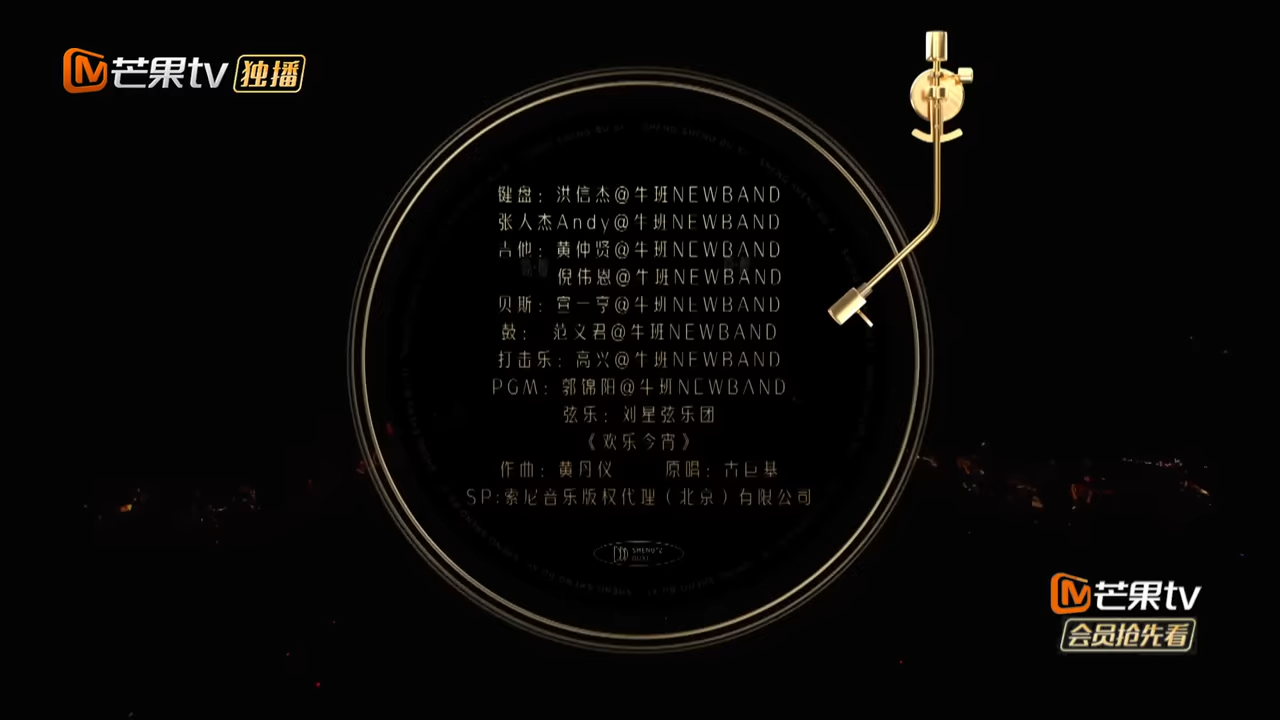 芒果tv 独播
键盘：洪信杰@牛班NEWBAND
张人杰Andy@牛班NEWBAND
吉他：黄仲贤@牛班NEWBAND
倪伟恩@牛班NEWBAND
贝斯：宣一亨@牛班NEWBAND
鼓： 范文君@牛班NEWBAND
打击乐：高兴@牛班NEWBAND
PGM：郭锦阳@牛班NEWBAND
弦乐：刘星弦乐团
《欢乐今宵》
作曲：黄丹仪 原唱：古巨基
SP:索尼音乐版权代理（北京）有限公司
芒果tv
会员抢先看